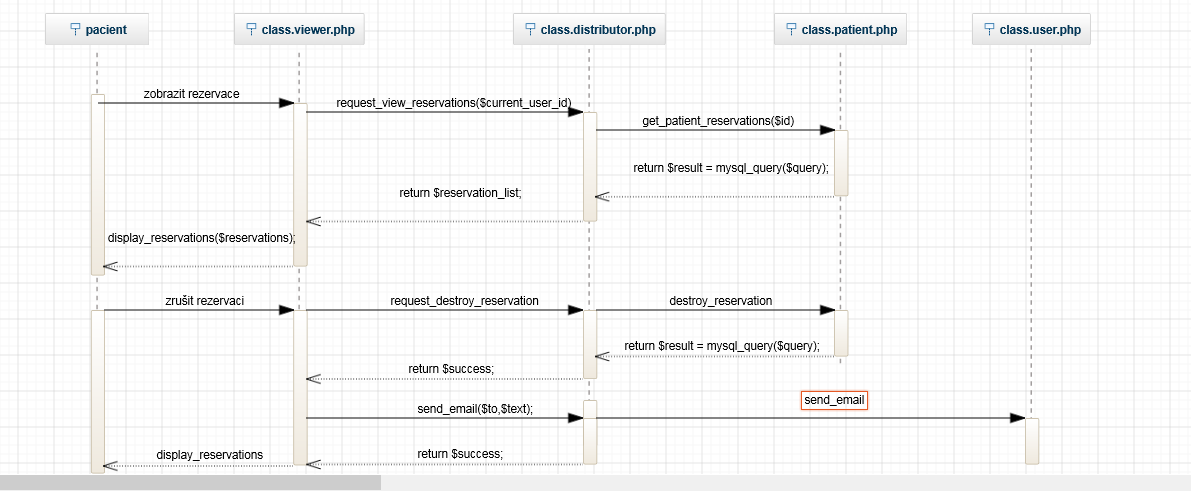 pacient
class.viewer.php
class.distributor.php
class.patient.php
class.user.php
zobrazit rezervace
request_view_reservations($current_user_id)
get_patient_reservations($id)
return $result = mysql_query($query);
return $reservation_list;
display_reservations($reservations);
zrušit rezervaci
request_destroy_reservation
destroy_reservation
return $result = mysql_query($query);
return $success;
send_email($to,$text);
send_email
display_reservations
return $success;